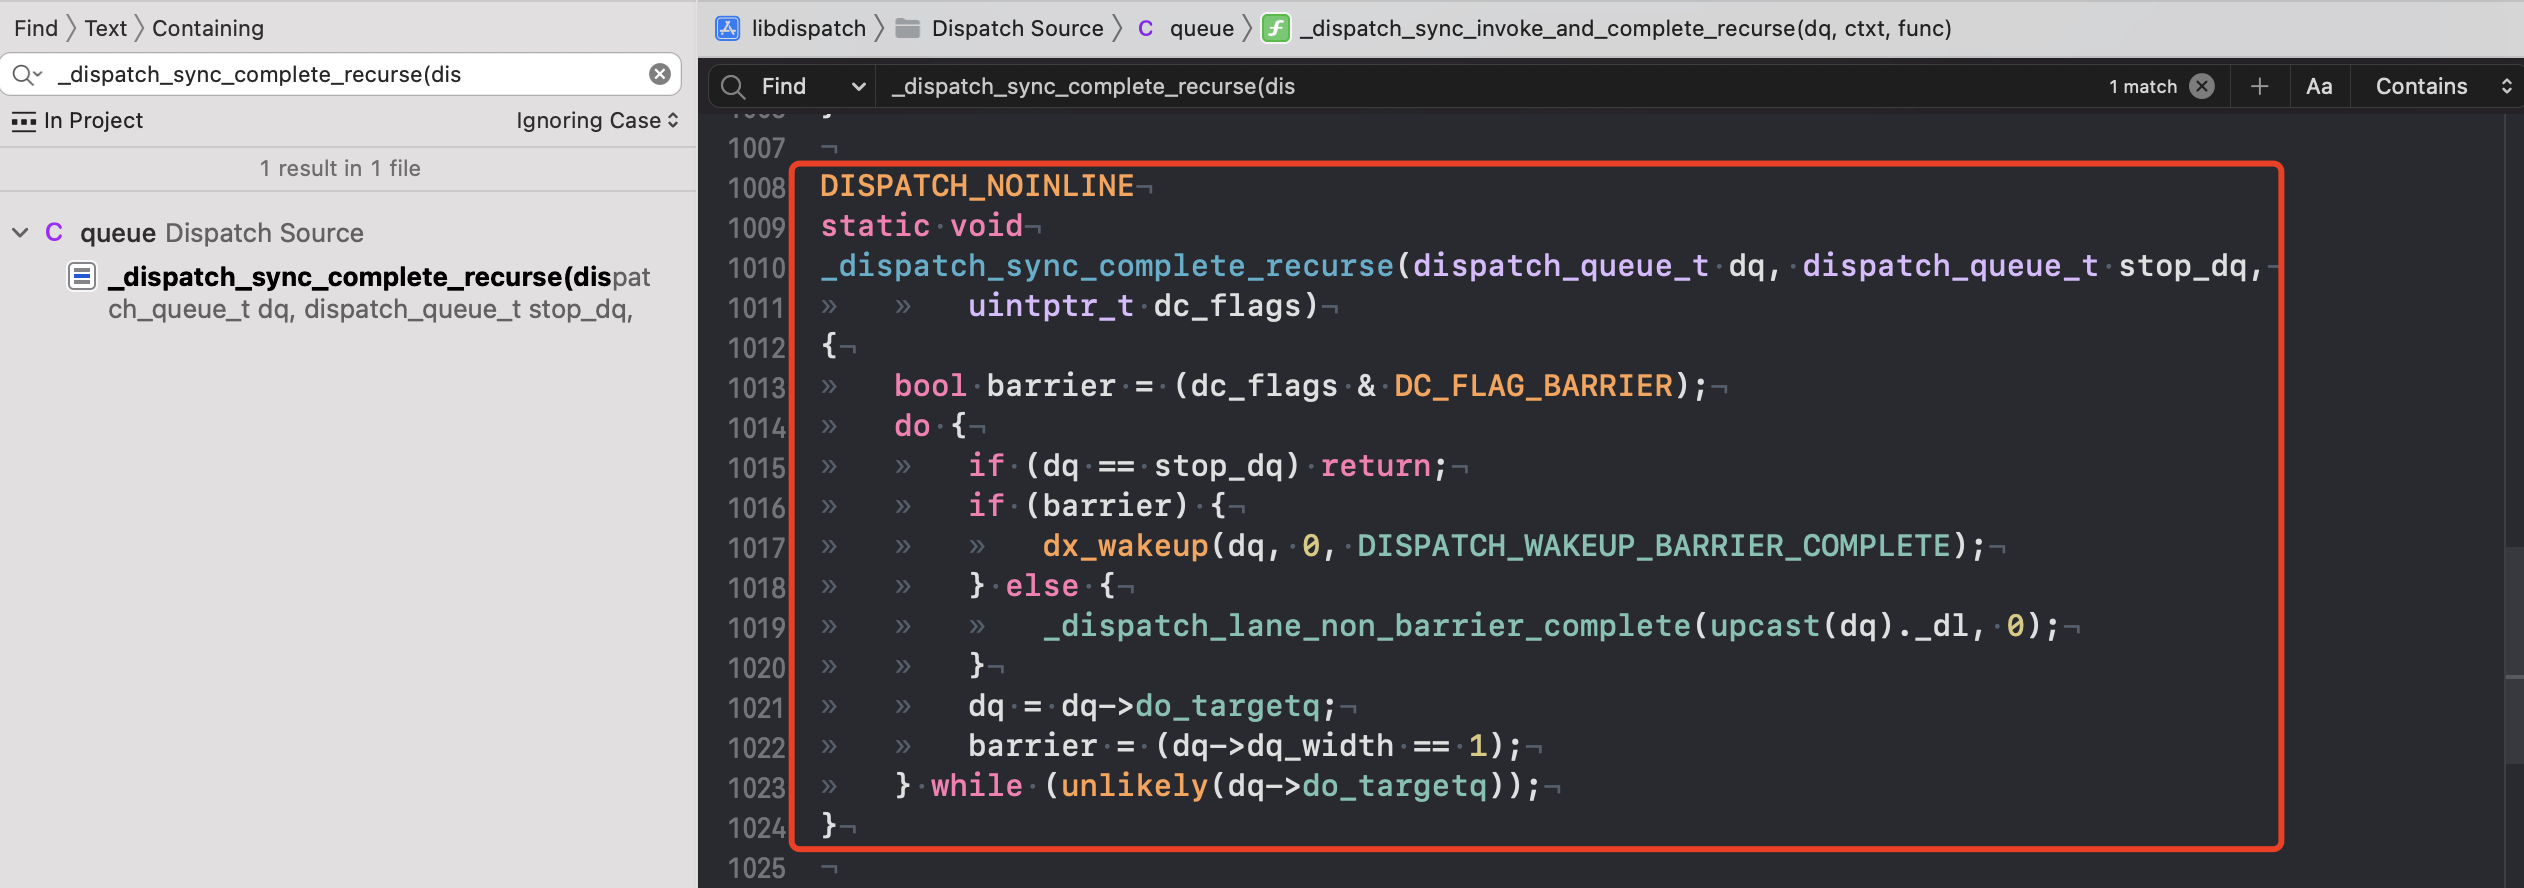 Find 〉 Text 〉 Containing
_dispatch_sync_complete_recurse(dis
In Project
Ignoring Case
1 result in 1 file
C queue Dispatch Source
_dispatch_sync_complete_recurse(dispat
ch_queue_t dq, dispatch_queue_t stop_dq,
libdispatch 〉 Dispatch Source 〉 C queue 〉 f _dispatch_sync_invoke_and_complete_recurse(dq, ctxt, func)
Find _dispatch_sync_complete_recurse(dis 1 match + Aa Contains
1007 ¬
1008 DISPATCH_NOINLINE¬
1009 static·void¬
1010 _dispatch_sync_complete_recurse(dispatch_queue_t·dq,·dispatch_queue_t·stop_dq,¬
1011 » » uintptr_t·dc_flags)¬
1012 {¬
1013 » bool·barrier·=·(dc_flags·&·DC_FLAG_BARRIER);¬
1014 » do·{¬
1015 » » if·(dq·==·stop_dq)·return;¬
1016 » » if·(barrier)·{¬
1017 » » » dx_wakeup(dq,·0,·DISPATCH_WAKEUP_BARRIER_COMPLETE);¬
1018 » » }·else·{¬
1019 » » » _dispatch_lane_non_barrier_complete(upcast(dq)._dl,·0);¬
1020 » » }¬
1021 » » dq·=·dq->do_targetq;¬
1022 » » barrier·=·(dq->dq_width·==·1);¬
1023 » }·while·(unlikely(dq->do_targetq));¬
1024 }¬
1025 ¬